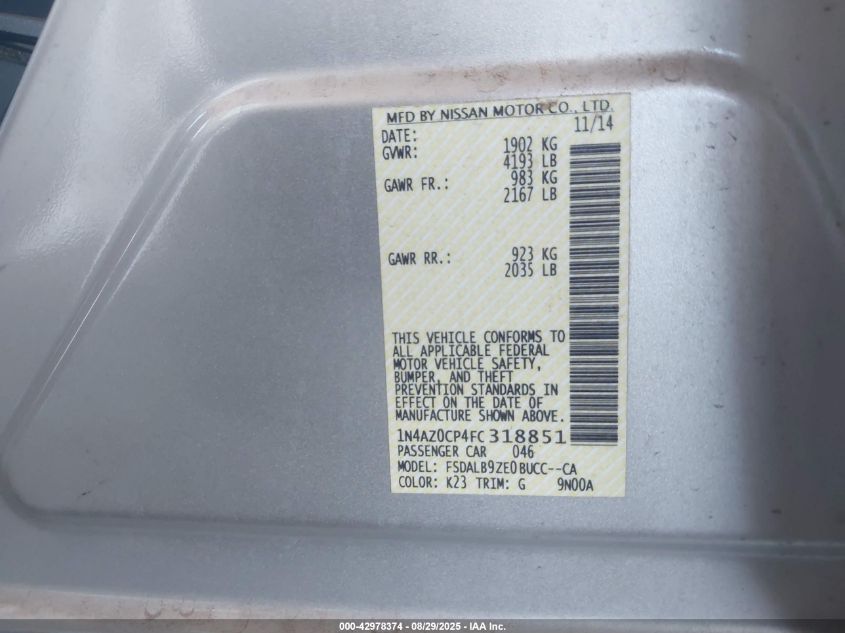 MFD BY NISSAN MOTOR CO., LTD.
DATE: 11/14
GVWR: 1902 KG
4193 LB
GAWR FR.: 983 KG
2167 LB
GAWR RR.: 923 KG
2035 LB
THIS VEHICLE CONFORMS TO
ALL APPLICABLE FEDERAL
MOTOR VEHICLE SAFETY,
BUMPER, AND THEFT
PREVENTION STANDARDS IN
EFFECT ON THE DATE OF
MANUFACTURE SHOWN ABOVE.
1N4AZ0CP4FC318851
PASSENGER CAR 046
MODEL: FSDALB9ZE0BUCC--CA
COLOR: K23 TRIM: G 9N00A
000-42978374 - 08/29/2025 - IAA Inc.